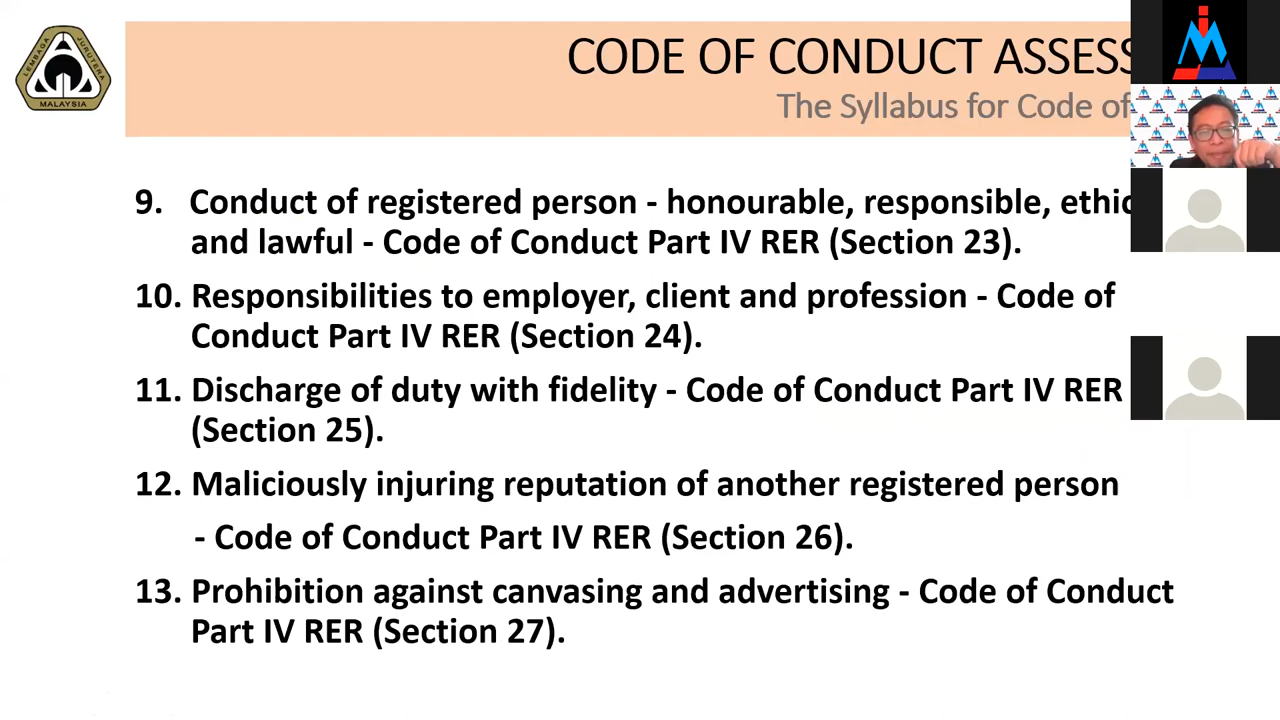 LEMBAGA JURUTERA
MALAYSIA
CODE OF CONDUCT ASSESS
The Syllabus for Code of
9. Conduct of registered person - honourable, responsible, ethic
and lawful - Code of Conduct Part IV RER (Section 23).
10. Responsibilities to employer, client and profession - Code of
Conduct Part IV RER (Section 24).
11. Discharge of duty with fidelity - Code of Conduct Part IV RER
(Section 25).
12. Maliciously injuring reputation of another registered person
- Code of Conduct Part IV RER (Section 26).
13. Prohibition against canvasing and advertising - Code of Conduct
Part IV RER (Section 27).